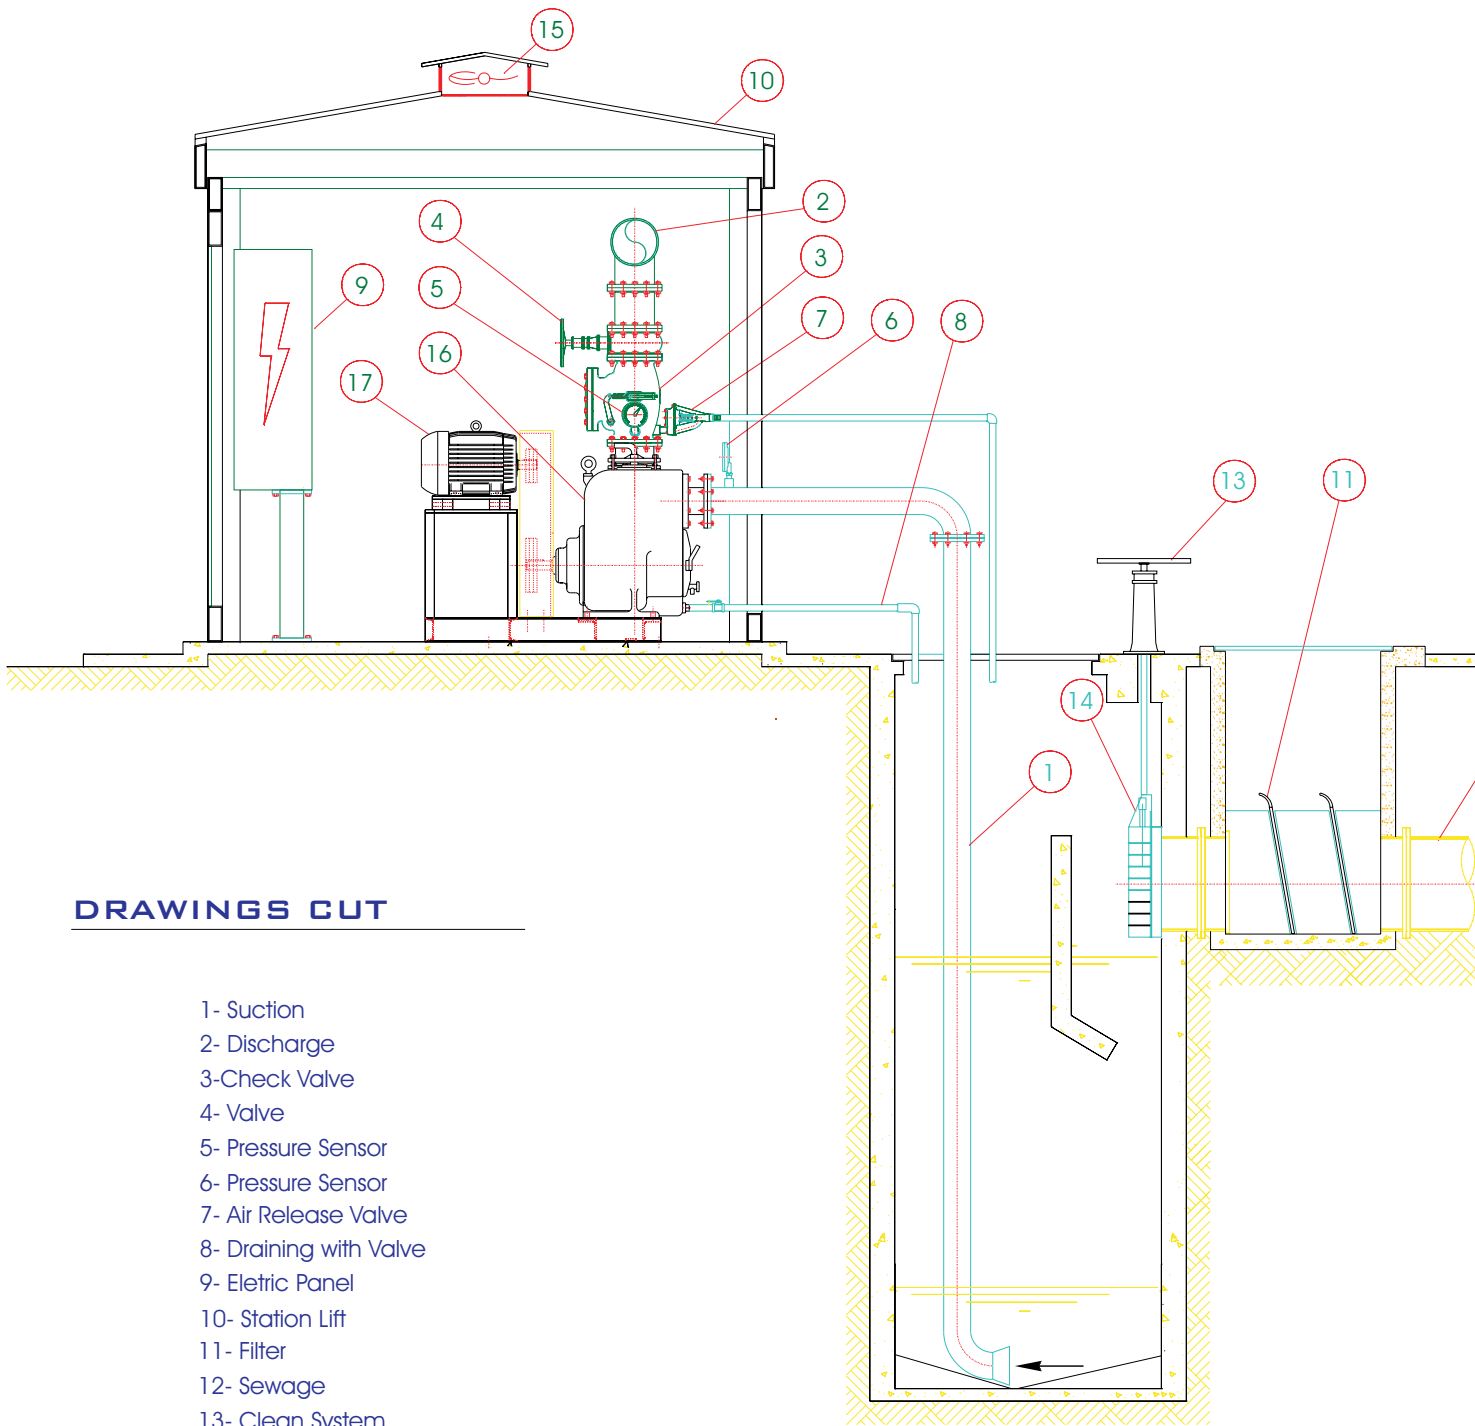 15
10
2
4
3
5
9
7
6
8
16
17
13
11
14
1
DRAWINGS CUT
1- Suction
2- Discharge
3-Check Valve
4- Valve
5- Pressure Sensor
6- Pressure Sensor
7- Air Release Valve
8- Draining with Valve
9- Eletric Panel
10- Station Lift
11- Filter
12- Sewage
13- Clean System